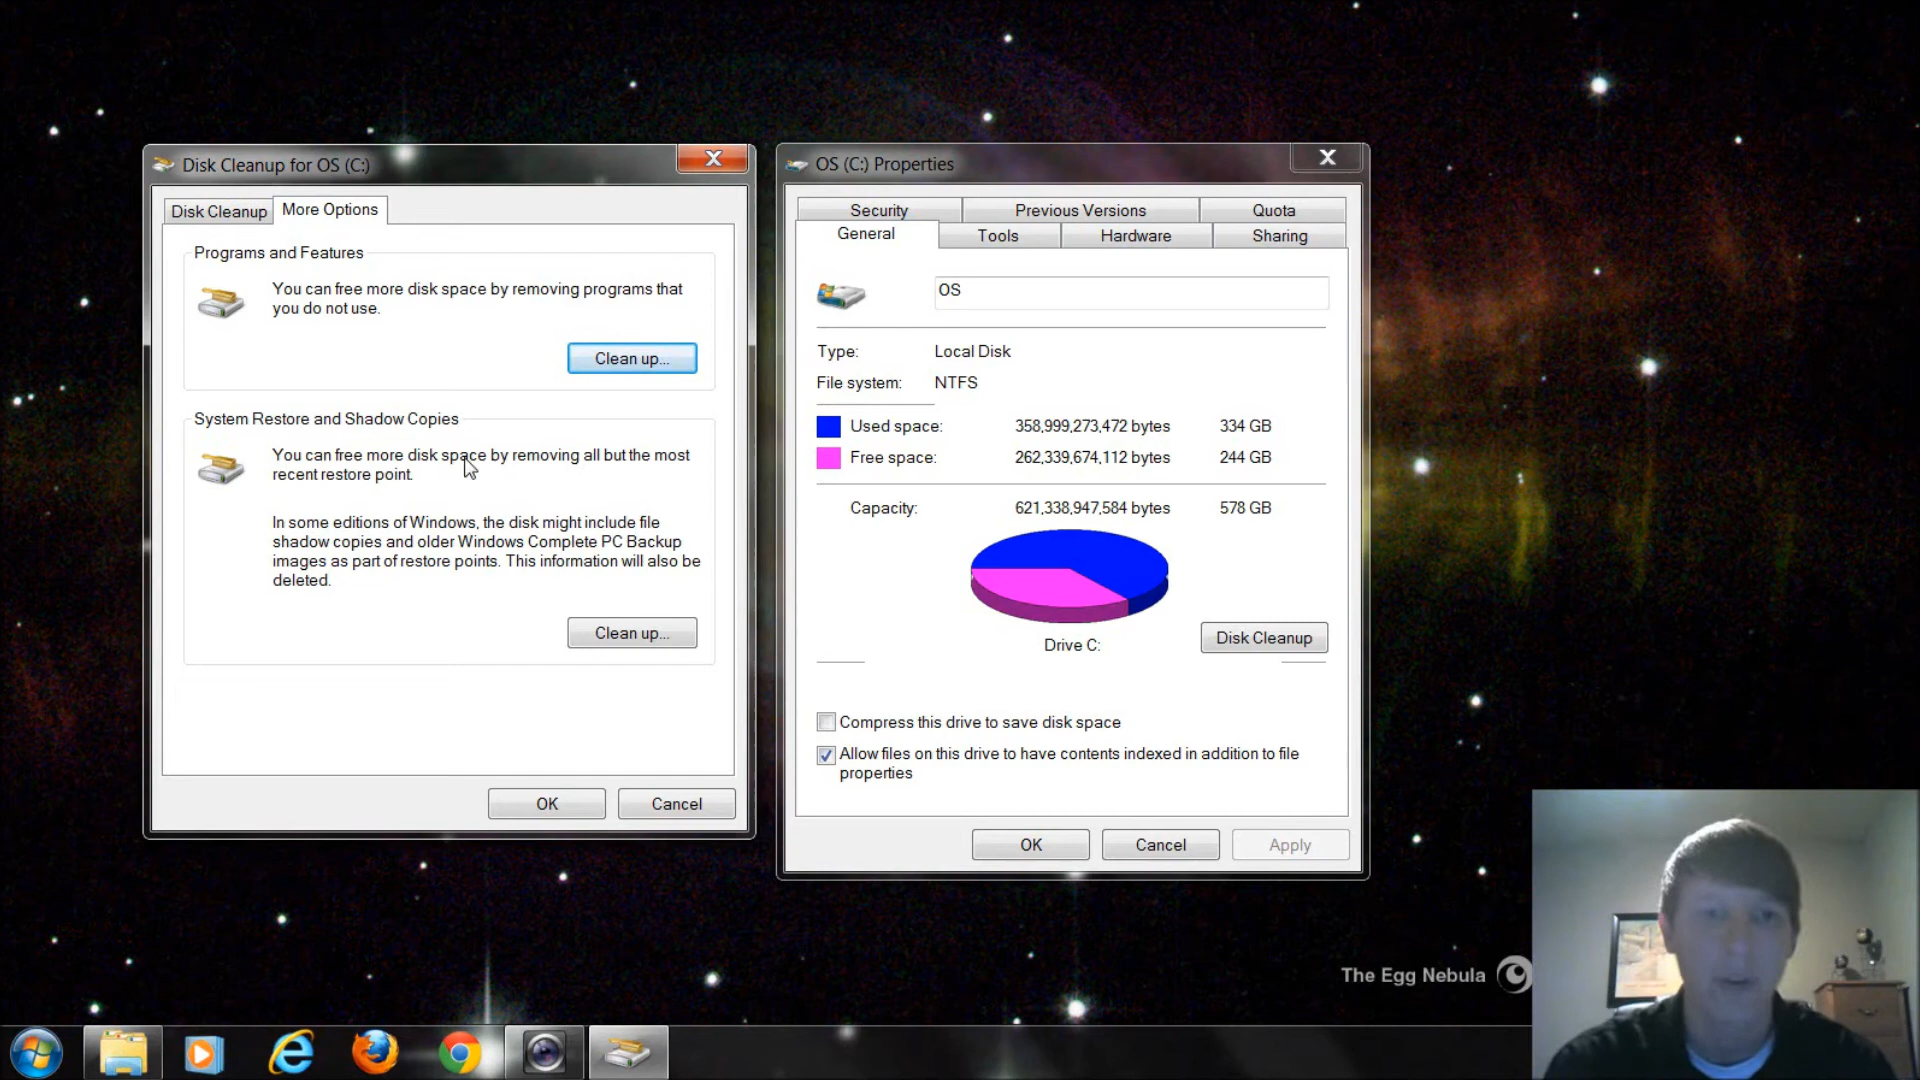 Disk Cleanup for OS (C:)
Disk Cleanup
More Options
Programs and Features
You can free more disk space by removing programs that
you do not use.
Clean up...
System Restore and Shadow Copies
You can free more disk space by removing all but the most
recent restore point.
In some editions of Windows, the disk might include file
shadow copies and older Windows Complete PC Backup
images as part of restore points. This information will also be
deleted.
Clean up...
OK
Cancel
OS (C:) Properties
Security
Previous Versions
Quota
General
Tools
Hardware
Sharing
OS
Type: Local Disk
File system: NTFS
Used space: 358,999,273,472 bytes 334 GB
Free space: 262,339,674,112 bytes 244 GB
Capacity: 621,338,947,584 bytes 578 GB
Drive C:
Disk Cleanup
Compress this drive to save disk space
Allow files on this drive to have contents indexed in addition to file
properties
OK
Cancel
Apply
The Egg Nebula